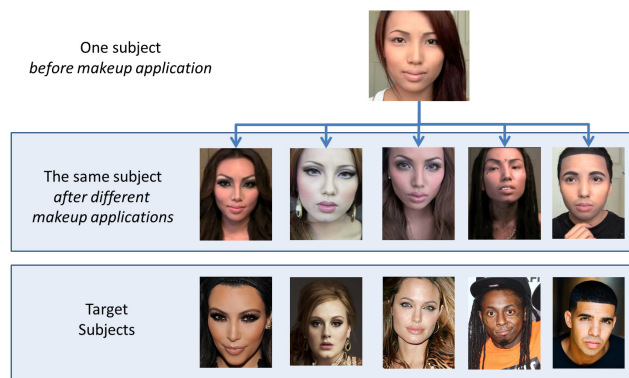 One subject
before makeup application
The same subject
after different
makeup applications
Target
Subjects